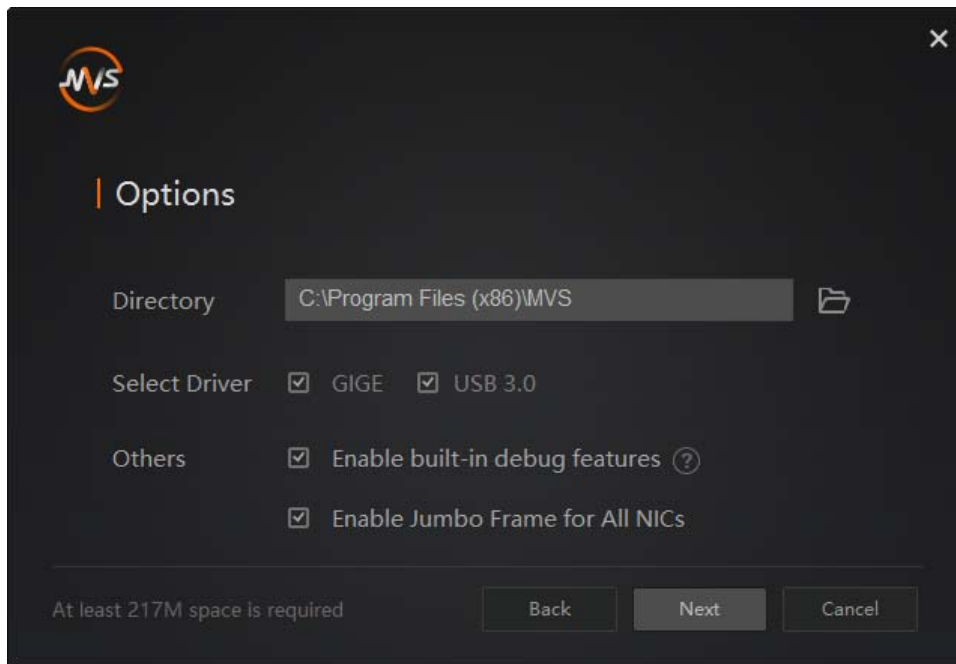 MVS
Options
Directory C:\Program Files (x86)\MVS
Select Driver GIGE USB 3.0
Others Enable built-in debug features ?
Enable Jumbo Frame for All NICs
At least 217M space is required Back Next Cancel